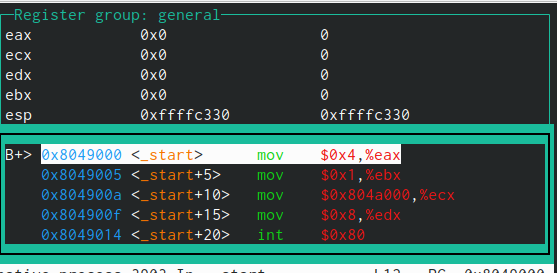 Register group: general
eax 0x0 0
ecx 0x0 0
edx 0x0 0
ebx 0x0 0
esp 0xffffc330 0xffffc330
B+> 0x8049000 <_start> mov $0x4,%eax
0x8049005 <_start+5> mov $0x1,%ebx
0x804900a <_start+10> mov $0x804a000,%ecx
0x804900f <_start+15> mov $0x8,%edx
0x8049014 <_start+20> int $0x80